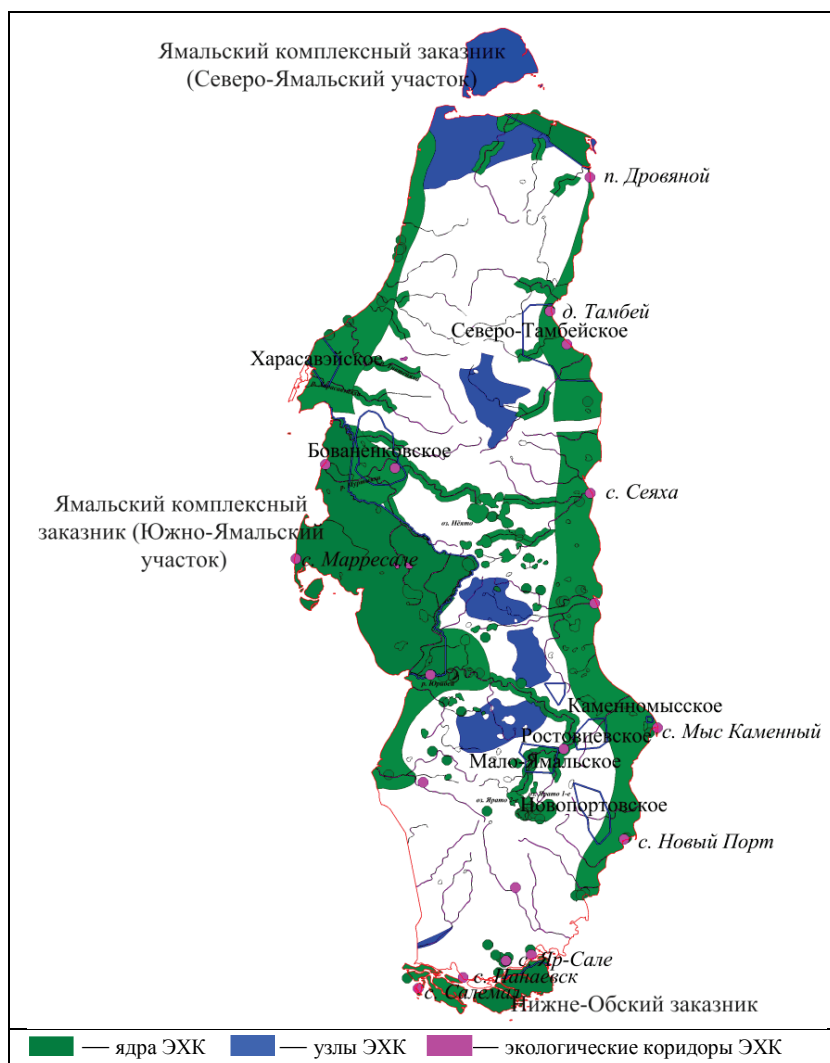 Ямальский комплексный заказник
(Северо-Ямальский участок)
п. Дровяной
д. Тамбей
Северо-Тамбейское
Харасавэйское
Бованенковское
с. Сеяха
Ямальский комплексный
заказник (Южно-Ямальский
участок)
оз. Нёято
с. Марресале
Каменномысское
с. Мыс Каменный
Ростовцевское
Мало-Ямальское
Новопортовское
с. Новый Порт
с. Яр-Сале
с. Панаевск
с. Салемал
Нижне-Обский заказник
— ядра ЭХК — узлы ЭХК — экологические коридоры ЭХК